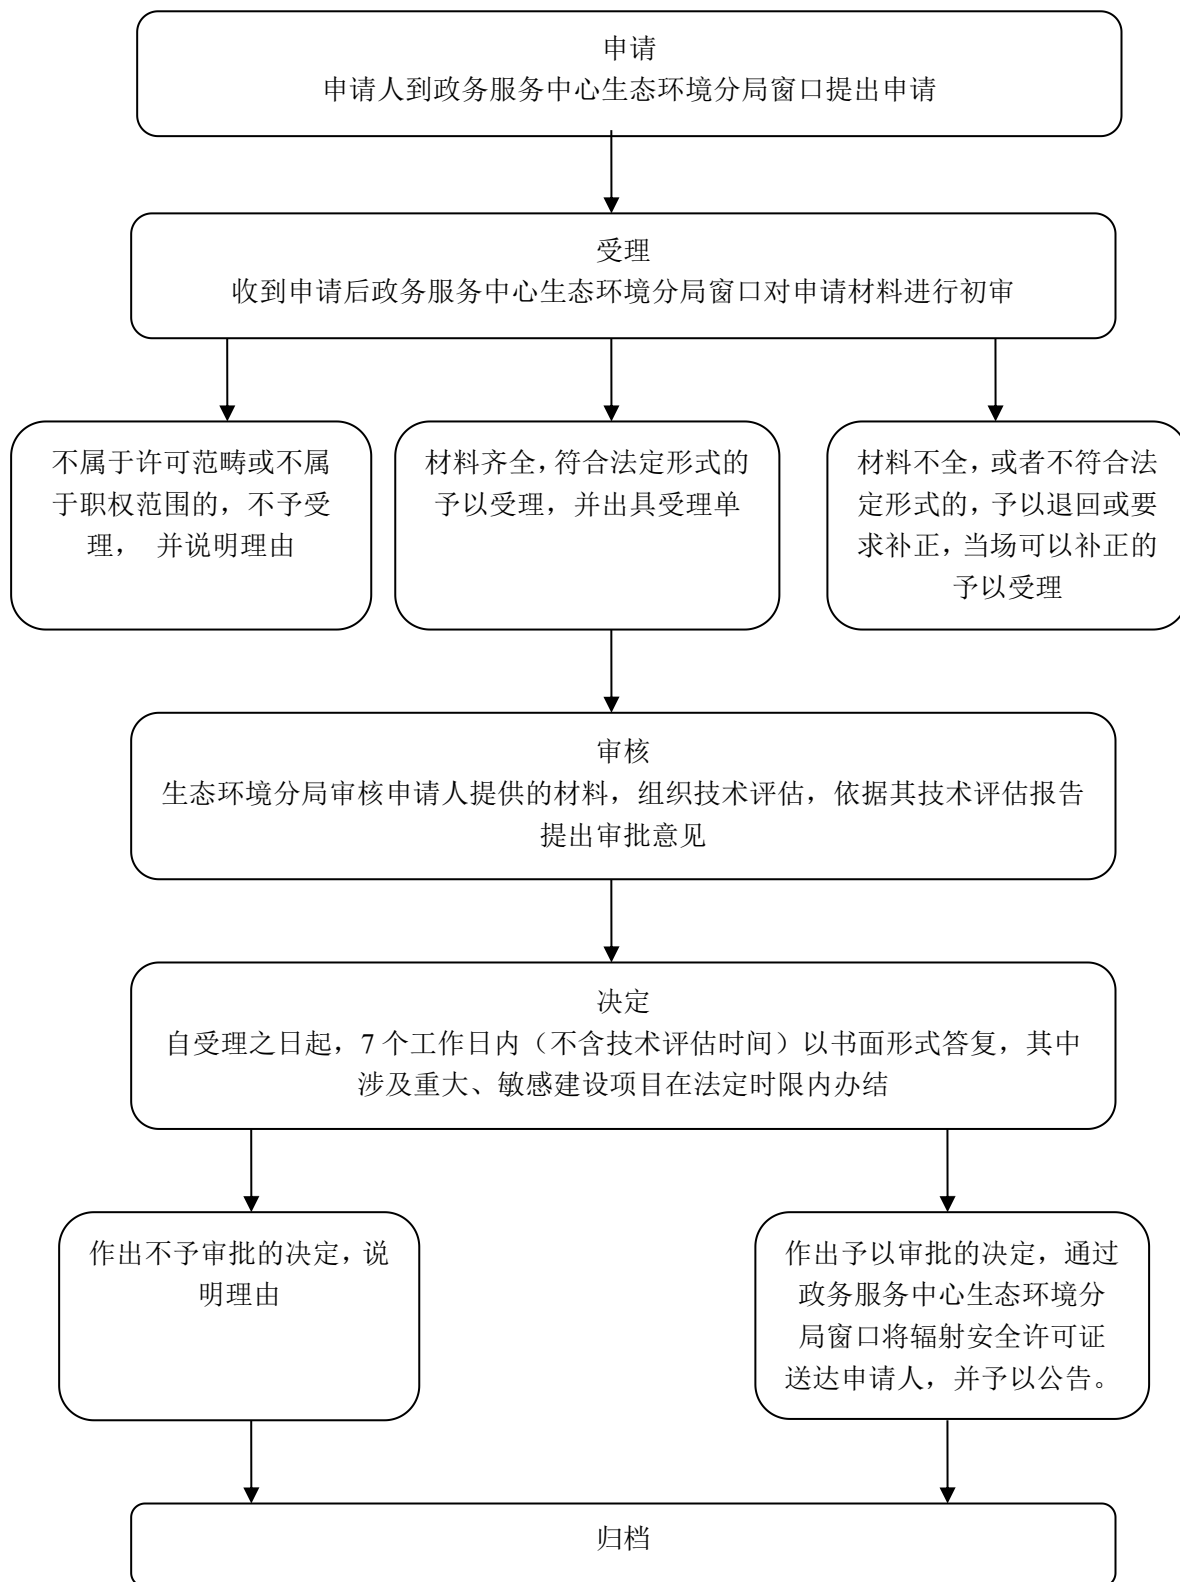 申请
申请人到政务服务中心生态环境分局窗口提出申请
受理
收到申请后政务服务中心生态环境分局窗口对申请材料进行初审
不属于许可范畴或不属
于职权范围的，不予受
理， 并说明理由
材料齐全，符合法定形式的
予以受理，并出具受理单
材料不全，或者不符合法
定形式的，予以退回或要
求补正，当场可以补正的
予以受理
审核
生态环境分局审核申请人提供的材料，组织技术评估，依据其技术评估报告
提出审批意见
决定
自受理之日起，7 个工作日内（不含技术评估时间）以书面形式答复，其中
涉及重大、敏感建设项目在法定时限内办结
作出不予审批的决定，说
明理由
作出予以审批的决定，通过
政务服务中心生态环境分
局窗口将辐射安全许可证
送达申请人，并予以公告。
归档